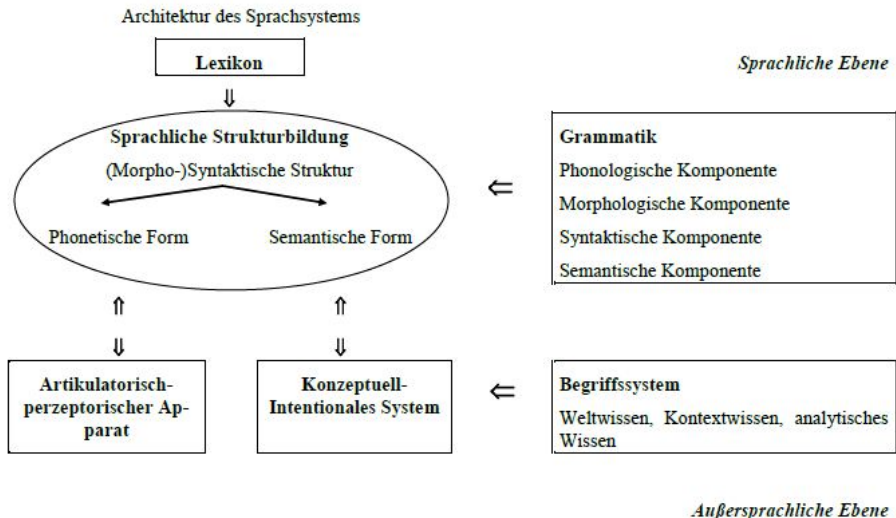 Architektur des Sprachsystems
Lexikon
Sprachliche Ebene
⇓
Sprachliche Strukturbildung
(Morpho-)Syntaktische Struktur
Phonetische Form
Semantische Form
⇐
Grammatik
Phonologische Komponente
Morphologische Komponente
Syntaktische Komponente
Semantische Komponente
⇑
⇓
⇑
⇓
Artikulatorisch-
perzeptorischer Ap-
parat
Konzeptuell-
Intentionales System
⇐
Begriffssystem
Weltwissen, Kontextwissen, analytisches
Wissen
Außersprachliche Ebene